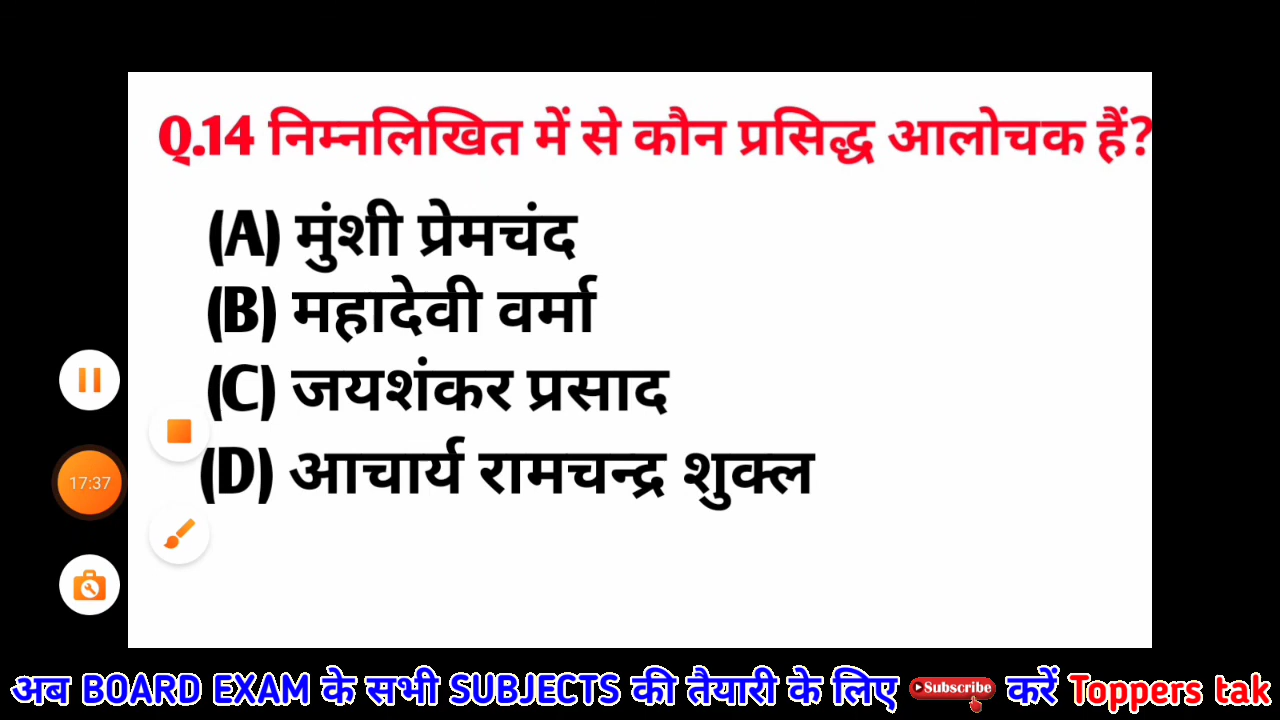 Q.14 निम्नलिखित में से कौन प्रसिद्ध आलोचक हैं?
(A) मुंशी प्रेमचंद
(B) महादेवी वर्मा
(C) जयशंकर प्रसाद
(D) आचार्य रामचन्द्र शुक्ल
17:37
अब BOARD EXAM के सभी SUBJECTS की तैयारी के लिए Subscribe करें Toppers tak